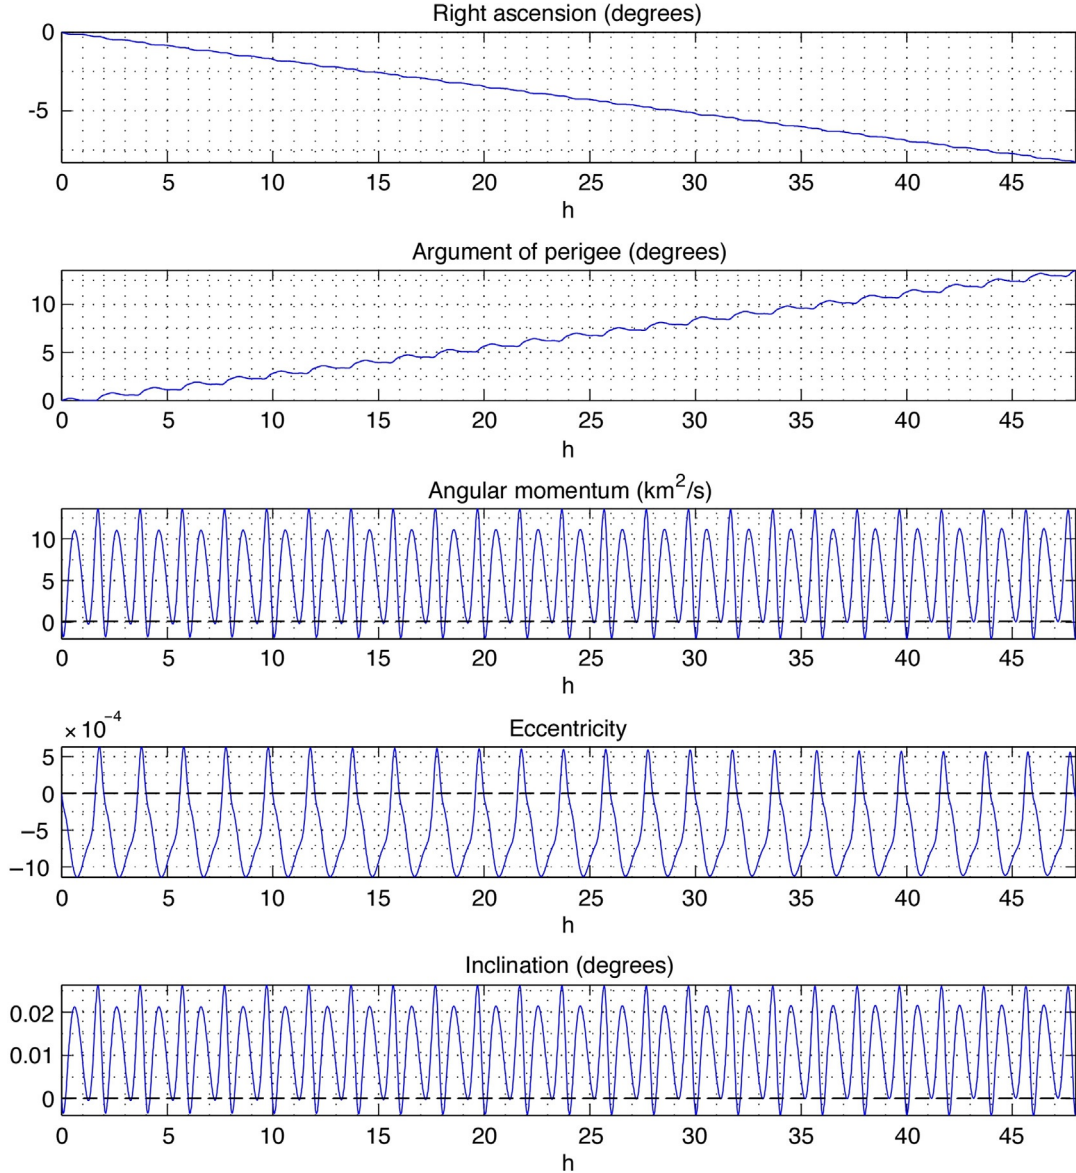 Right ascension (degrees)
0
-5
0 5 10 15 20 25 30 35 40 45
h
Argument of perigee (degrees)
10
5
0
0 5 10 15 20 25 30 35 40 45
h
Angular momentum (km²/s)
10
5
0
0 5 10 15 20 25 30 35 40 45
h
× 10⁻⁴
Eccentricity
5
0
−5
−10
0 5 10 15 20 25 30 35 40 45
h
Inclination (degrees)
0.02
0.01
0
0 5 10 15 20 25 30 35 40 45
h